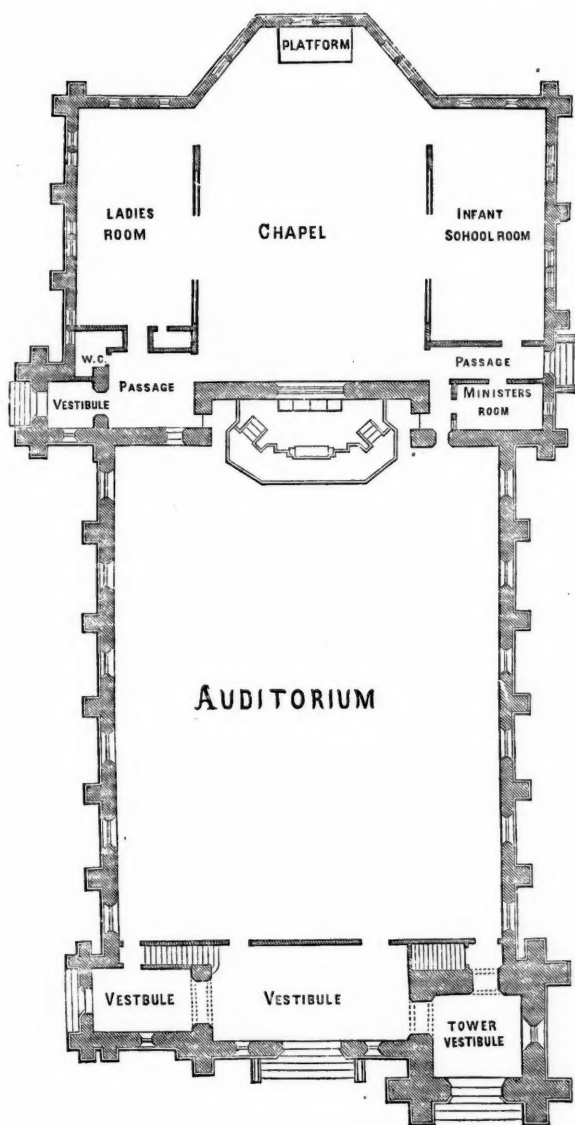 PLATFORM
LADIES
ROOM
CHAPEL
INFANT
SCHOOL ROOM
W.C.
PASSAGE
VESTIBULE
PASSAGE
MINISTERS
ROOM
AUDITORIUM
VESTBULE
VESTIBULE
TOWER
VESTIBULE